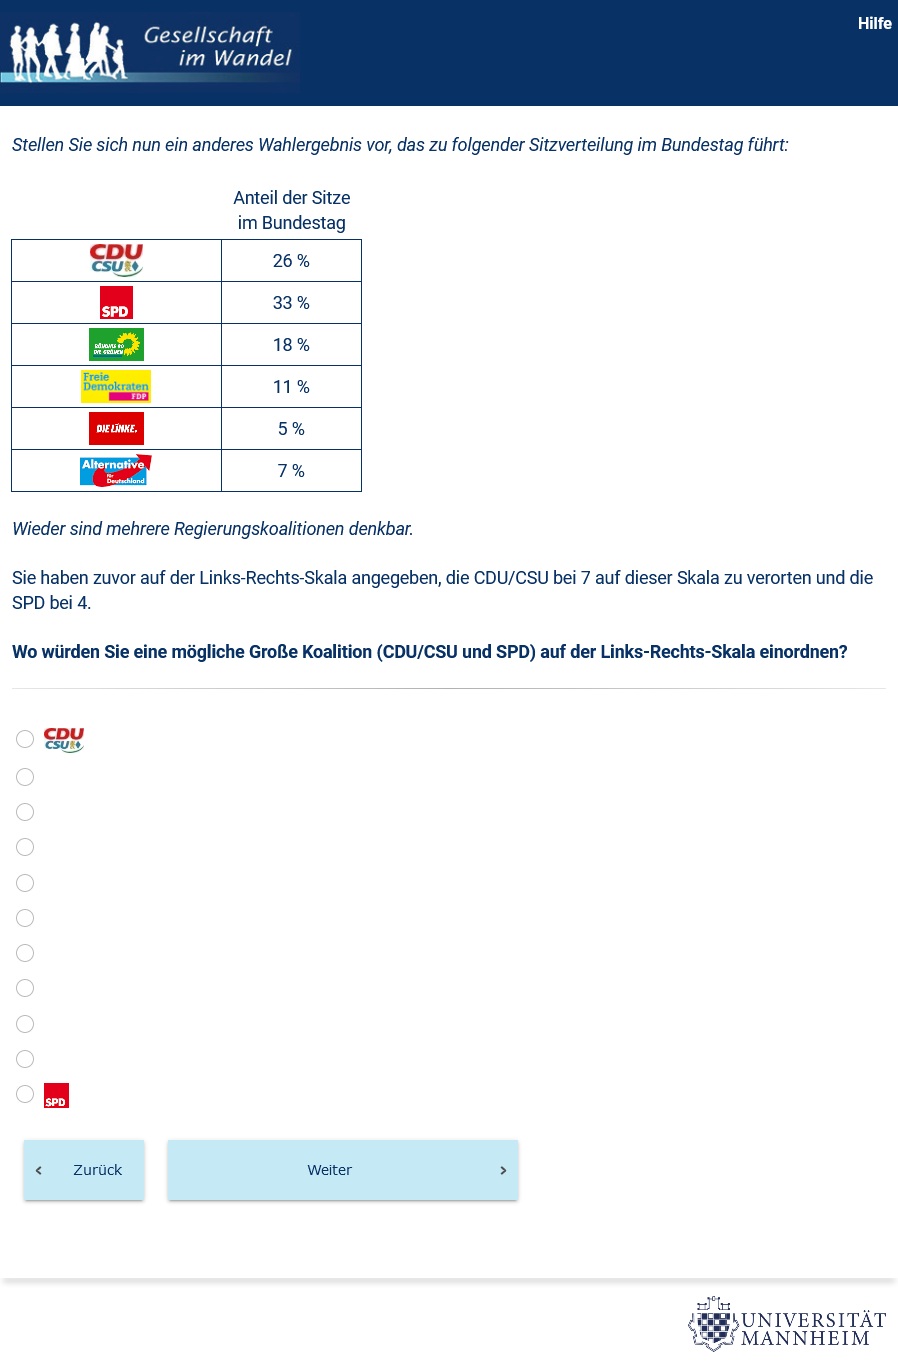 Gesellschaft
im Wandel
Hilfe
Stellen Sie sich nun ein anderes Wahlergebnis vor, das zu folgender Sitzverteilung im Bundestag führt:
Anteil der Sitze
im Bundestag
CDU
CSU
26 %
SPD
33 %
BÜNDNIS 90
DIE GRÜNEN
18 %
Freie
Demokraten
FDP
11 %
DIE LINKE.
5 %
Alternative
für
Deutschland
7 %
Wieder sind mehrere Regierungskoalitionen denkbar.
Sie haben zuvor auf der Links-Rechts-Skala angegeben, die CDU/CSU bei 7 auf dieser Skala zu verorten und die
SPD bei 4.
Wo würden Sie eine mögliche Große Koalition (CDU/CSU und SPD) auf der Links-Rechts-Skala einordnen?
CDU
CSU
SPD
Zurück
Weiter
UNIVERSITÄT
MANNHEIM